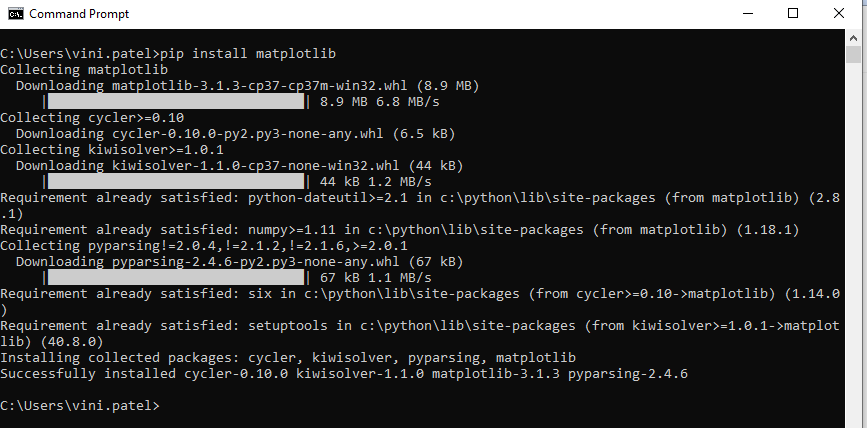 Command Prompt
C:\Users\vini.patel>pip install matplotlib
Collecting matplotlib
  Downloading matplotlib-3.1.3-cp37-cp37m-win32.whl (8.9 MB)
     |████████████████████████████████| 8.9 MB 6.8 MB/s
Collecting cycler>=0.10
  Downloading cycler-0.10.0-py2.py3-none-any.whl (6.5 kB)
Collecting kiwisolver>=1.0.1
  Downloading kiwisolver-1.1.0-cp37-none-win32.whl (44 kB)
     |████████████████████████████████| 44 kB 1.2 MB/s
Requirement already satisfied: python-dateutil>=2.1 in c:\python\lib\site-packages (from matplotlib) (2.8
.1)
Requirement already satisfied: numpy>=1.11 in c:\python\lib\site-packages (from matplotlib) (1.18.1)
Collecting pyparsing!=2.0.4,!=2.1.2,!=2.1.6,>=2.0.1
  Downloading pyparsing-2.4.6-py2.py3-none-any.whl (67 kB)
     |████████████████████████████████| 67 kB 1.1 MB/s
Requirement already satisfied: six in c:\python\lib\site-packages (from cycler>=0.10->matplotlib) (1.14.0
)
Requirement already satisfied: setuptools in c:\python\lib\site-packages (from kiwisolver>=1.0.1->matplot
lib) (40.8.0)
Installing collected packages: cycler, kiwisolver, pyparsing, matplotlib
Successfully installed cycler-0.10.0 kiwisolver-1.1.0 matplotlib-3.1.3 pyparsing-2.4.6
C:\Users\vini.patel>